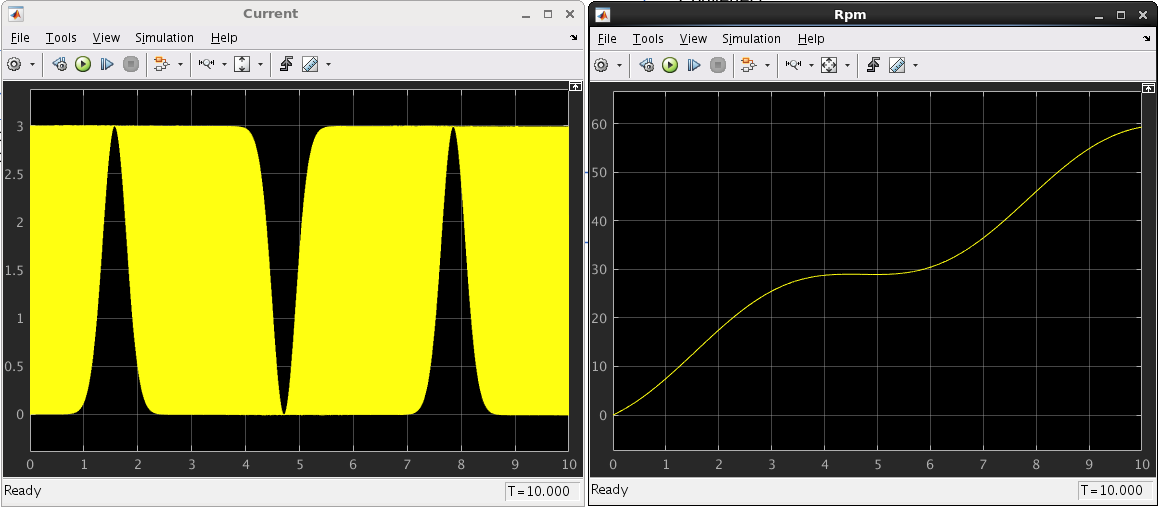 Current
File Tools View Simulation Help
3
2.5
2
1.5
1
0.5
0
0 1 2 3 4 5 6 7 8 9 10
Ready
T=10.000
Rpm
File Tools View Simulation Help
60
50
40
30
20
10
0
0 1 2 3 4 5 6 7 8 9 10
Ready
T=10.000